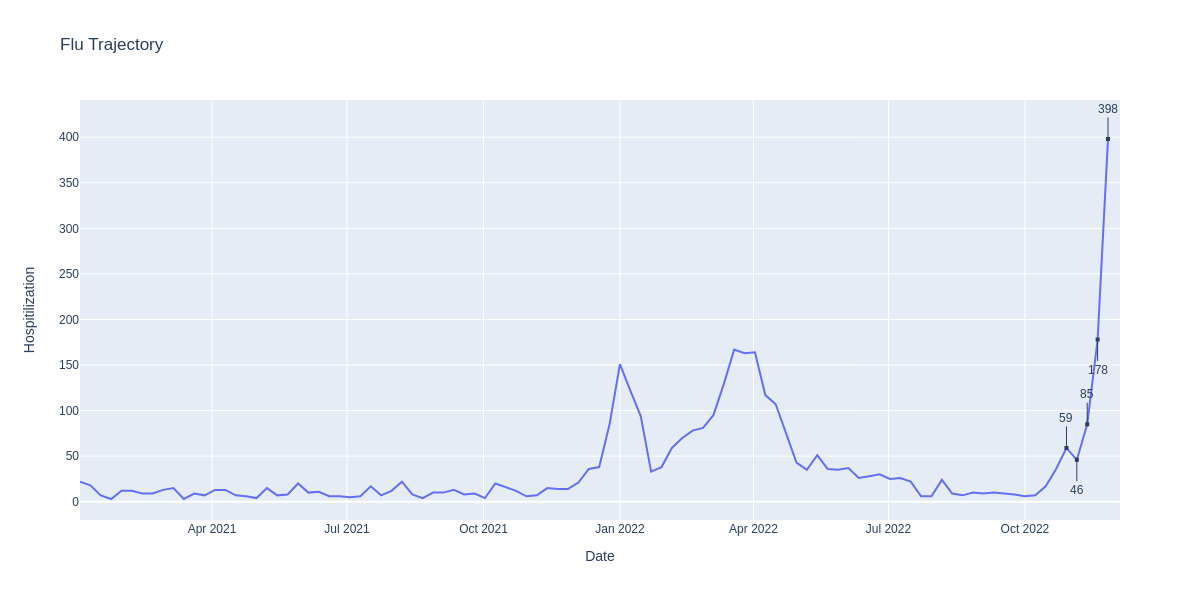 Flu Trajectory
398
400
350
300
250
200
150
100
50
0
178
85
59
46
Hospitilization
Apr 2021
Jul 2021
Oct 2021
Jan 2022
Apr 2022
Jul 2022
Oct 2022
Date